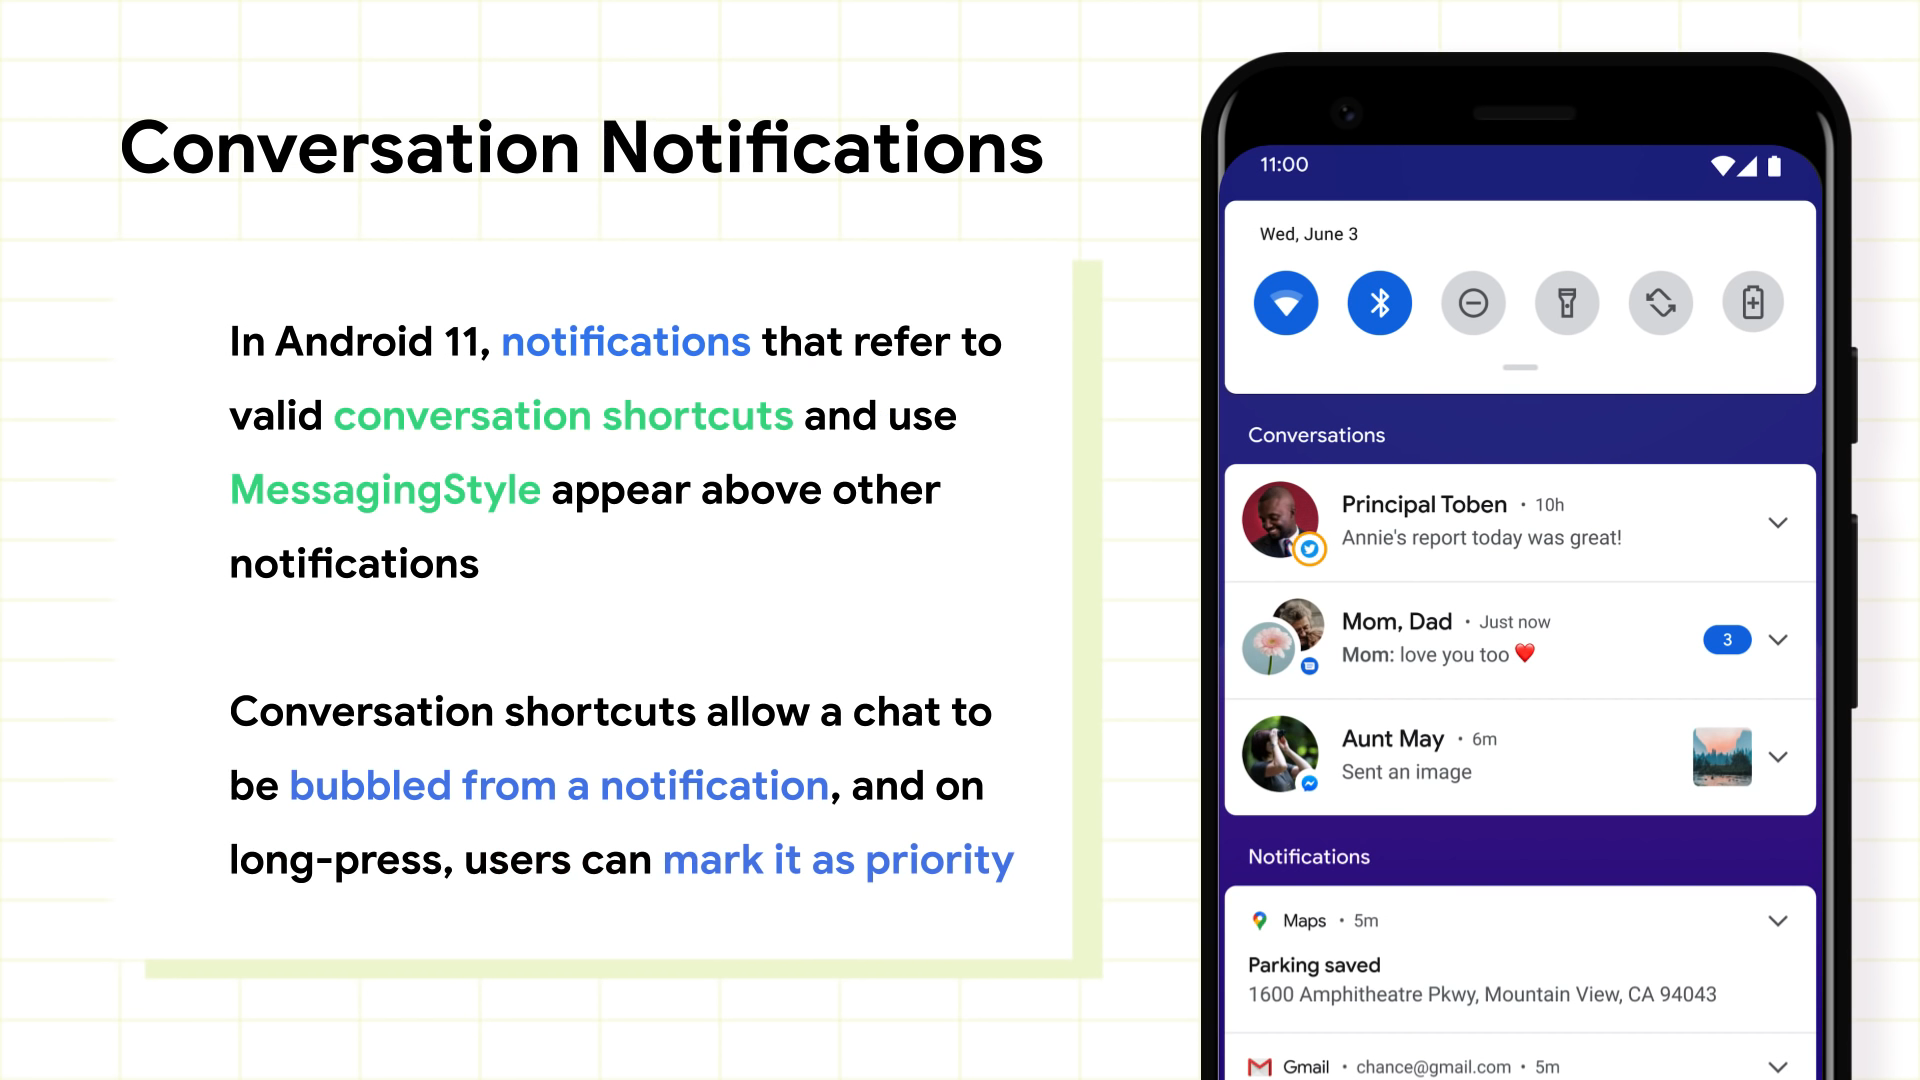 Conversation Notifications
In Android 11, notifications that refer to
valid conversation shortcuts and use
MessagingStyle appear above other
notifications
Conversation shortcuts allow a chat to
be bubbled from a notification, and on
long-press, users can mark it as priority
11:00
Wed, June 3
Conversations
Principal Toben • 10h
Annie's report today was great!
Mom, Dad • Just now
Mom: love you too ❤️
3
Aunt May • 6m
Sent an image
Notifications
Maps • 5m
Parking saved
1600 Amphitheatre Pkwy, Mountain View, CA 94043
Gmail • chance@gmail.com • 5m